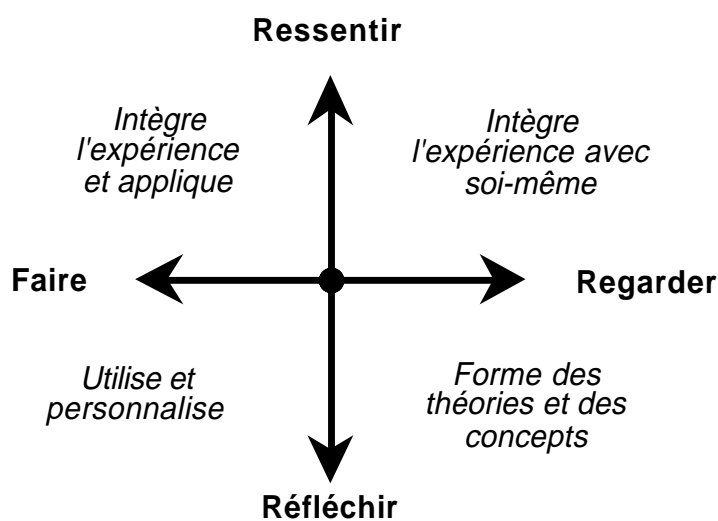 Ressentir
Intègre
l'expérience
et applique
Intègre
l'expérience avec
soi-même
Faire
Regarder
Utilise et
personnalise
Forme des
théories et des
concepts
Réfléchir